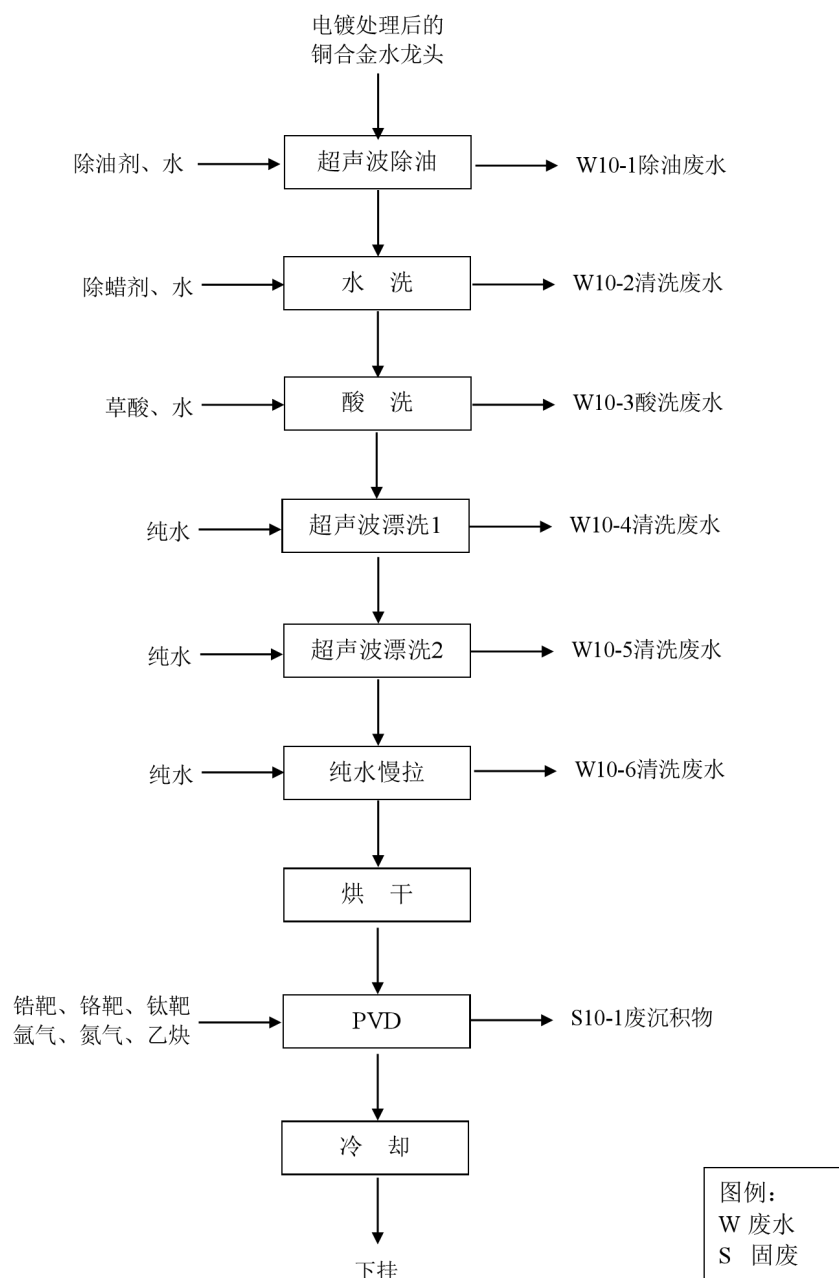 电镀处理后的
铜合金水龙头
除油剂、水
超声波除油
W10-1除油废水
除蜡剂、水
水 洗
W10-2清洗废水
草酸、水
酸 洗
W10-3酸洗废水
纯水
超声波漂洗1
W10-4清洗废水
纯水
超声波漂洗2
W10-5清洗废水
纯水
纯水慢拉
W10-6清洗废水
烘 干
锆靶、铬靶、钛靶
氩气、氮气、乙炔
PVD
S10-1废沉积物
冷 却
下挂
图例：
W 废水
S 固废